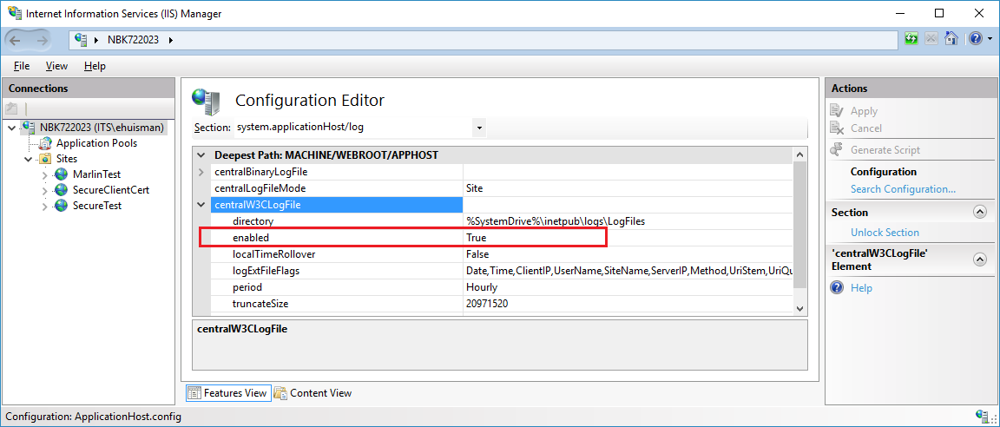 Internet Information Services (IIS) Manager
NBK722023
File View Help
Connections
NBK722023 (ITS\ehuisman)
Application Pools
Sites
MarlinTest
SecureClientCert
SecureTest
Configuration Editor
Section: system.applicationHost/log
Deepest Path: MACHINE/WEBROOT/APPHOST
centralBinaryLogFile
centralLogFileMode Site
centralW3CLogFile
directory %SystemDrive%\inetpub\logs\LogFiles
enabled True
localTimeRollover False
logExtFileFlags Date,Time,ClientIP,UserName,SiteName,ServerIP,Method,UriStem,UriQu
period Hourly
truncateSize 20971520
centralW3CLogFile
Features View Content View
Actions
Apply
Cancel
Generate Script
Configuration
Search Configuration...
Section
Unlock Section
'centralW3CLogFile'
Element
Help
Configuration: ApplicationHost.config